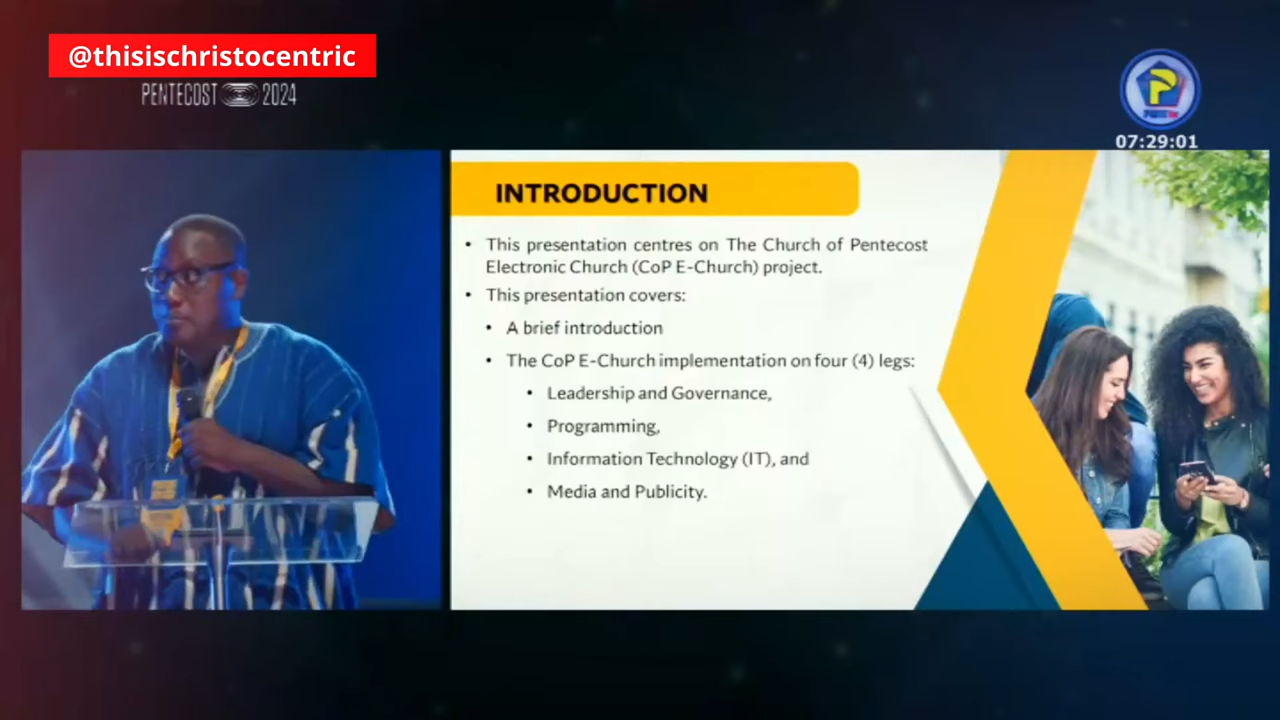 @thisischristocentric
PENTECOST 2024
07:29:01
INTRODUCTION
• This presentation centres on The Church of Pentecost
Electronic Church (CoP E-Church) project.
• This presentation covers:
• A brief introduction
• The CoP E-Church implementation on four (4) legs:
• Leadership and Governance,
• Programming,
• Information Technology (IT), and
• Media and Publicity.